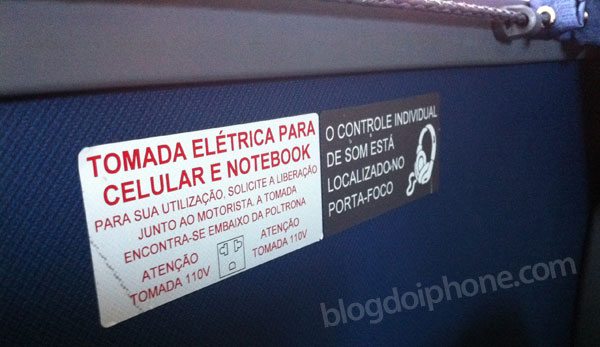 TOMADA ELÉTRICA PARA
CELULAR E NOTEBOOK
PARA SUA UTILIZAÇÃO, SOLICITE A LIBERAÇÃO
JUNTO AO MOTORISTA. A TOMADA
ENCONTRA-SE EMBAIXO DA POLTRONA
ATENÇÃO
TOMADA 110V
ATENÇÃO
TOMADA 110V
O CONTROLE INDIVIDUAL
DE SOM ESTÁ
LOCALIZADO NO
PORTA-FOCO
blogdoiphone.com